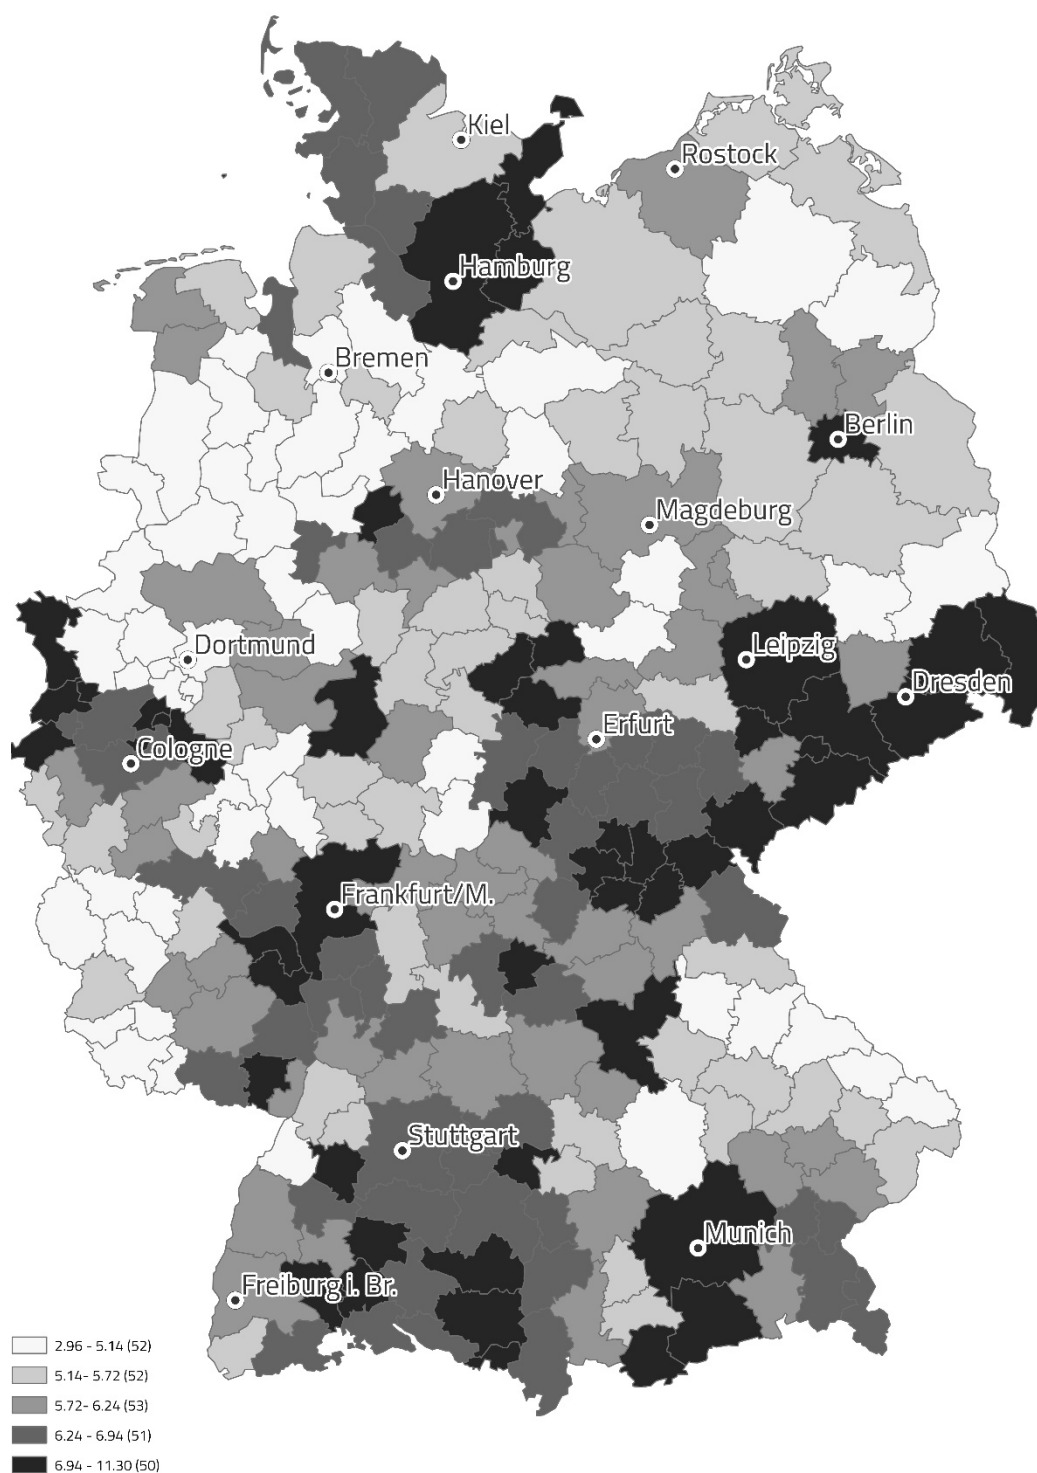 Kiel
Rostock
Hamburg
Bremen
Berlin
Hanover
Magdeburg
Dortmund
Leipzig
Dresden
Erfurt
Cologne
Frankfurt/M.
Stuttgart
Munich
Freiburg i. Br.
2.96 - 5.14 (52)
5.14- 5.72 (52)
5.72- 6.24 (53)
6.24 - 6.94 (51)
6.94 - 11.30 (50)